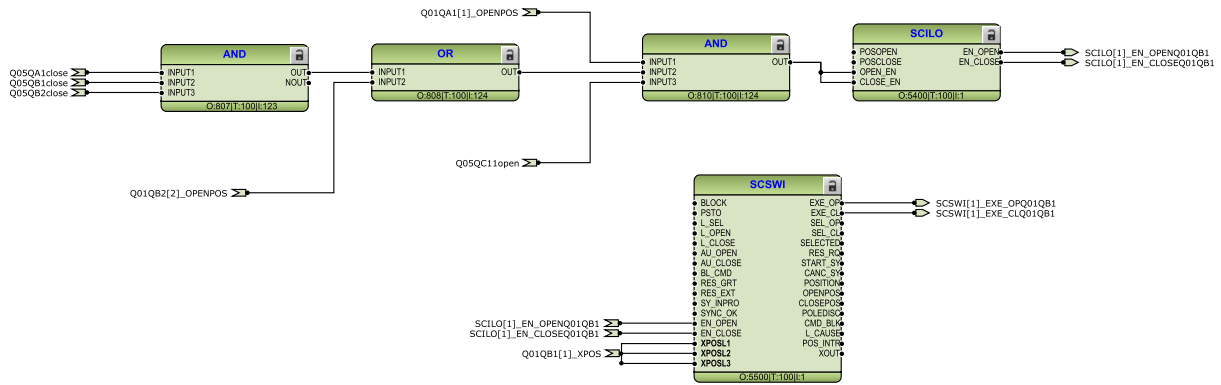 Q01QA1[1]_OPENPOS
AND
INPUT1 OUT
INPUT2 NOUT
INPUT3
O:807|T:100|I:123
Q05QA1close
Q05QB1close
Q05QB2close
OR
INPUT1 OUT
INPUT2
O:808|T:100|I:124
AND
INPUT1 OUT
INPUT2
INPUT3
O:810|T:100|I:124
SCILO
POSOPEN EN_OPEN
POSCLOSE EN_CLOSE
OPEN_EN
CLOSE_EN
O:5400|T:100|I:1
SCILO[1]_EN_OPENQ01QB1
SCILO[1]_EN_CLOSEQ01QB1
Q05QC11open
Q01QB2[2]_OPENPOS
SCSWI
BLOCK EXE_OP
PSTO EXE_CL
L_SEL SEL_OP
L_OPEN SEL_CL
L_CLOSE SELECTED
AU_OPEN RES_RQ
AU_CLOSE START_SY
BL_CMD CANC_SY
RES_GRT POSITION
RES_EXT OPENPOS
SY_INPRO CLOSEPOS
SYNC_OK POLEDISC
EN_OPEN CMD_BLK
EN_CLOSE L_CAUSE
XPOSL1 POS_INTR
XPOSL2 XOUT
XPOSL3
O:5500|T:100|I:1
SCSWI[1]_EXE_OPQ01QB1
SCSWI[1]_EXE_CLQ01QB1
SCILO[1]_EN_OPENQ01QB1
SCILO[1]_EN_CLOSEQ01QB1
Q01QB1[1]_XPOS